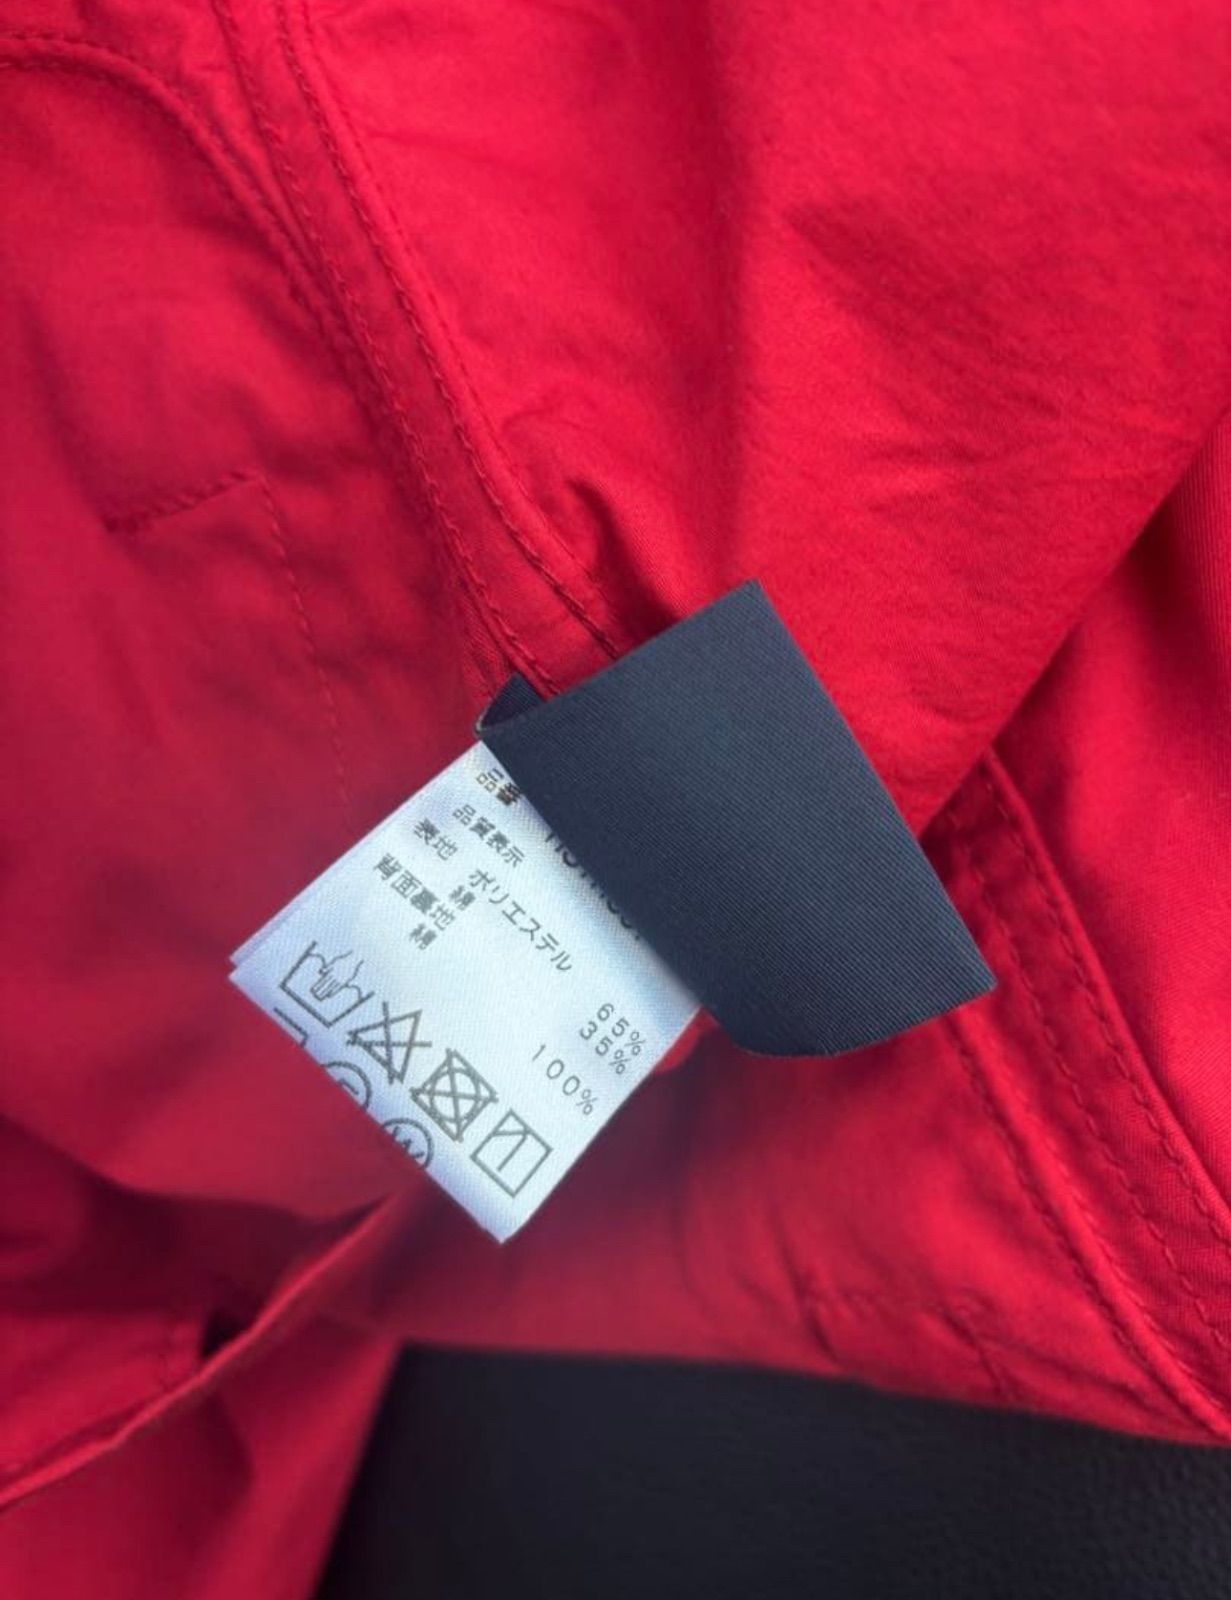 品番
品質表示
表地 ポリエステル 65%
綿 35%
背面裏地
綿 100%
F
W